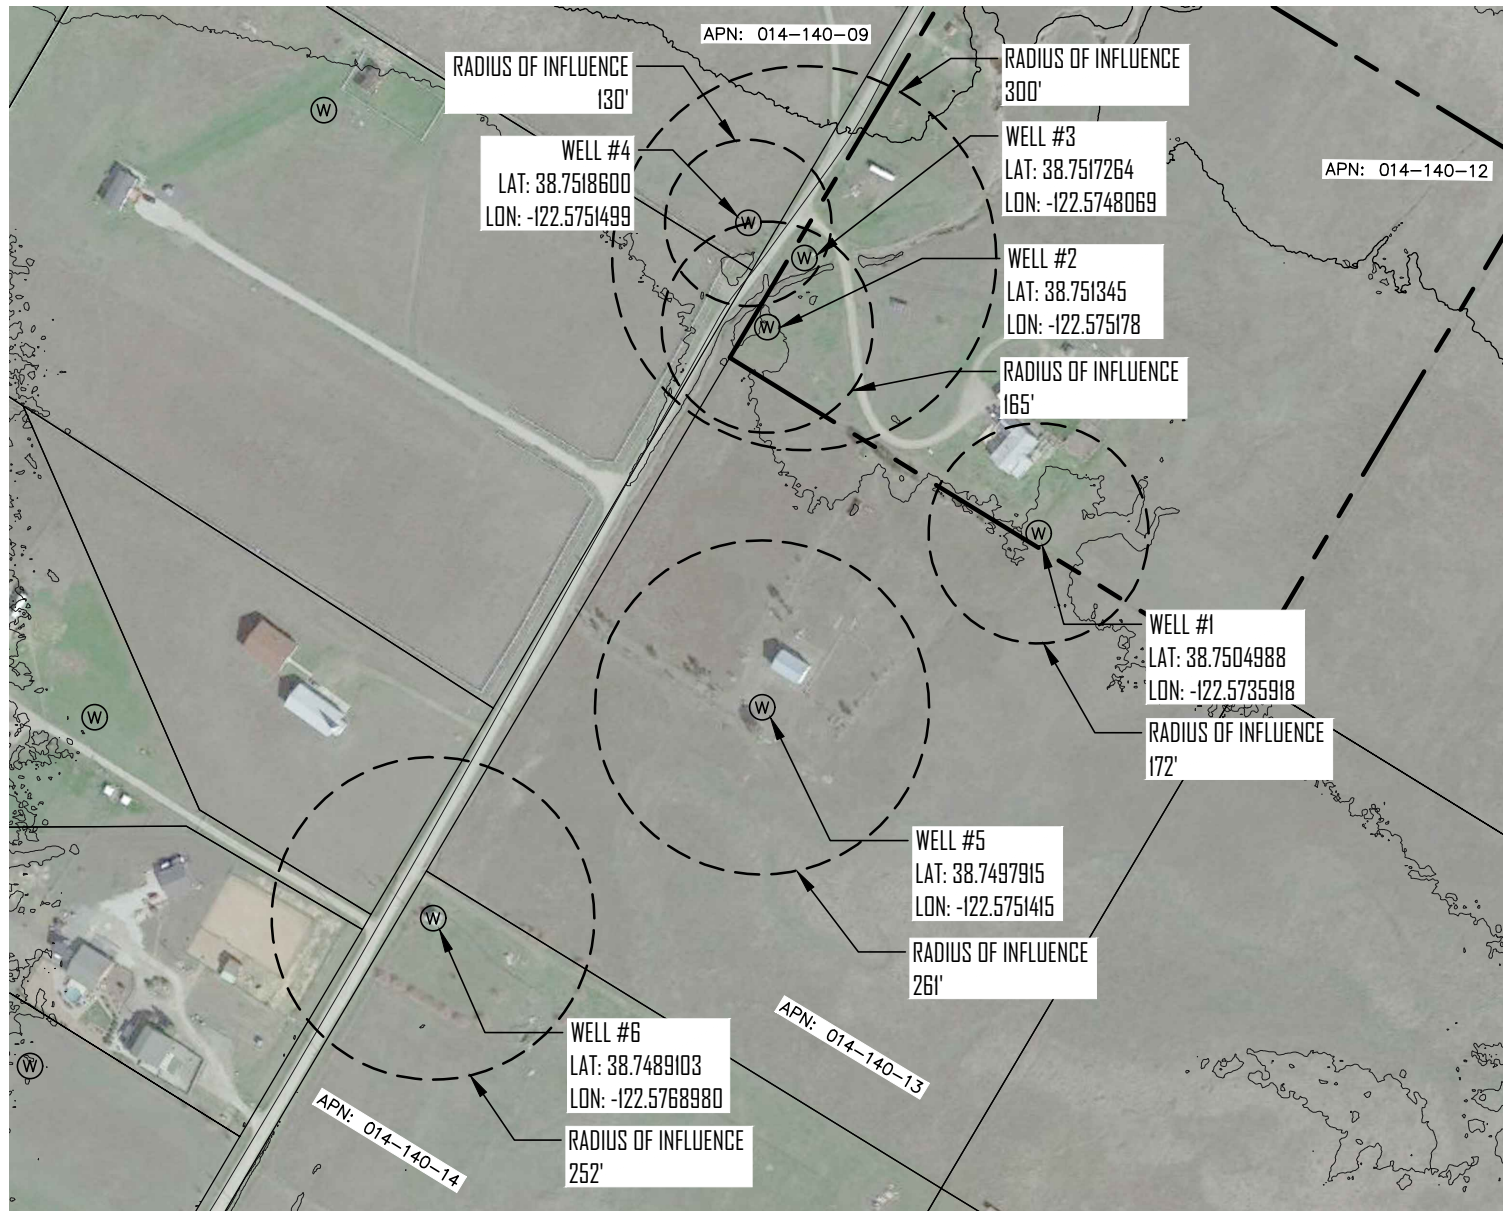 APN: 014-140-09
RADIUS OF INFLUENCE
130'
RADIUS OF INFLUENCE
300'
WELL #4
LAT: 38.7518600
LON: -122.5751499
WELL #3
LAT: 38.7517264
LON: -122.5748069
APN: 014-140-12
WELL #2
LAT: 38.751345
LON: -122.575178
RADIUS OF INFLUENCE
165'
WELL #1
LAT: 38.7504988
LON: -122.5735918
RADIUS OF INFLUENCE
172'
WELL #5
LAT: 38.7497915
LON: -122.5751415
RADIUS OF INFLUENCE
261'
WELL #6
LAT: 38.7489103
LON: -122.5768980
RADIUS OF INFLUENCE
252'
APN: 014-140-13
APN: 014-140-14
W
W
W
W
W
W
W
W
W